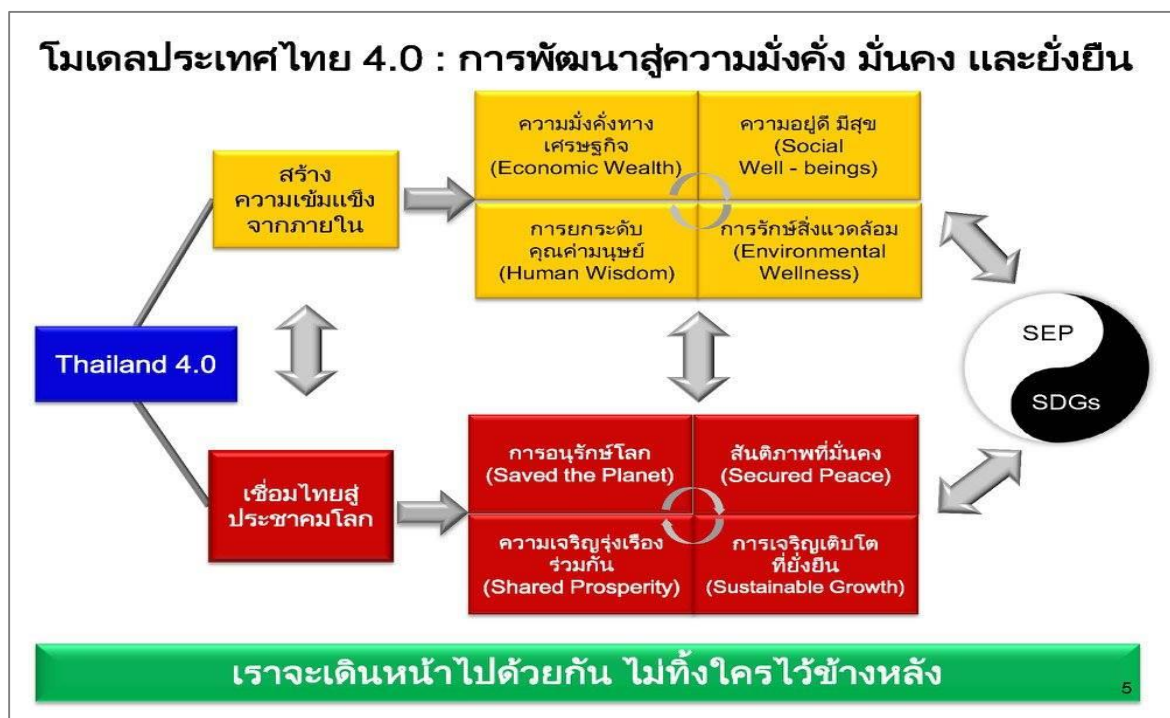 โมเดลประเทศไทย 4.0 : การพัฒนาสู่ความมั่งคั่ง มั่นคง และยั่งยืน
Thailand 4.0
สร้าง
ความเข้มแข็ง
จากภายใน
ความมั่งคั่งทาง
เศรษฐกิจ
(Economic Wealth)
ความอยู่ดี มีสุข
(Social
Well - beings)
การยกระดับ
คุณค่ามนุษย์
(Human Wisdom)
การรักษ์สิ่งแวดล้อม
(Environmental
Wellness)
เชื่อมไทยสู่
ประชาคมโลก
การอนุรักษ์โลก
(Saved the Planet)
สันติภาพที่มั่นคง
(Secured Peace)
ความเจริญรุ่งเรือง
ร่วมกัน
(Shared Prosperity)
การเจริญเติบโต
ที่ยั่งยืน
(Sustainable Growth)
SEP
SDGs
เราจะเดินหน้าไปด้วยกัน ไม่ทิ้งใครไว้ข้างหลัง
5